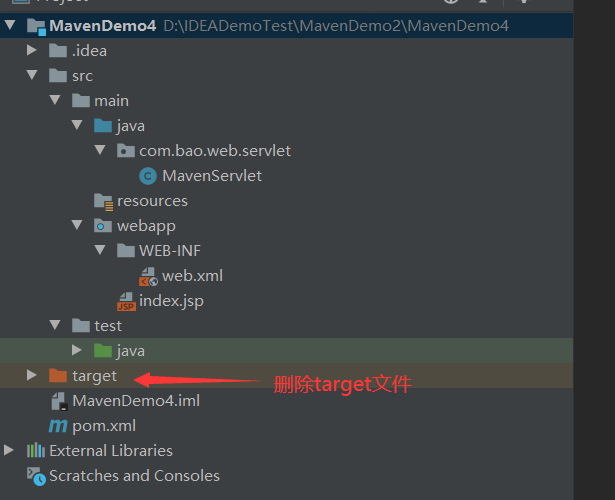 MavenDemo4 D:\IDEADemoTest\MavenDemo2\MavenDemo4
.idea
src
main
java
com.bao.web.servlet
C MavenServlet
resources
webapp
WEB-INF
web.xml
JSP index.jsp
test
java
target 删除target文件
MavenDemo4.iml
m pom.xml
External Libraries
Scratches and Consoles